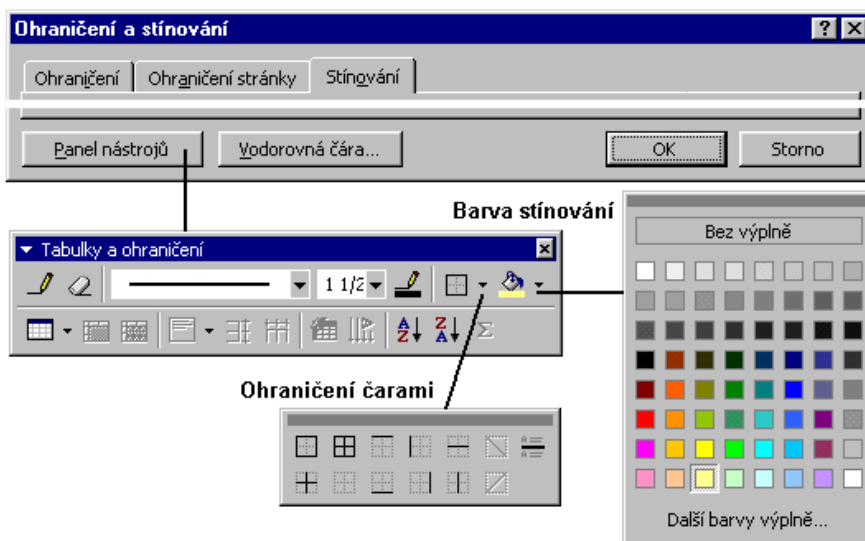 Ohraničení a stínování
Ohraničení Ohraničení stránky Stínování
Panel nástrojů Vodorovná čára... OK Storno
Barva stínování
Bez výplně
Tabulky a ohraničení
1 1/2
Ohraničení čarami
Další barvy výplně...